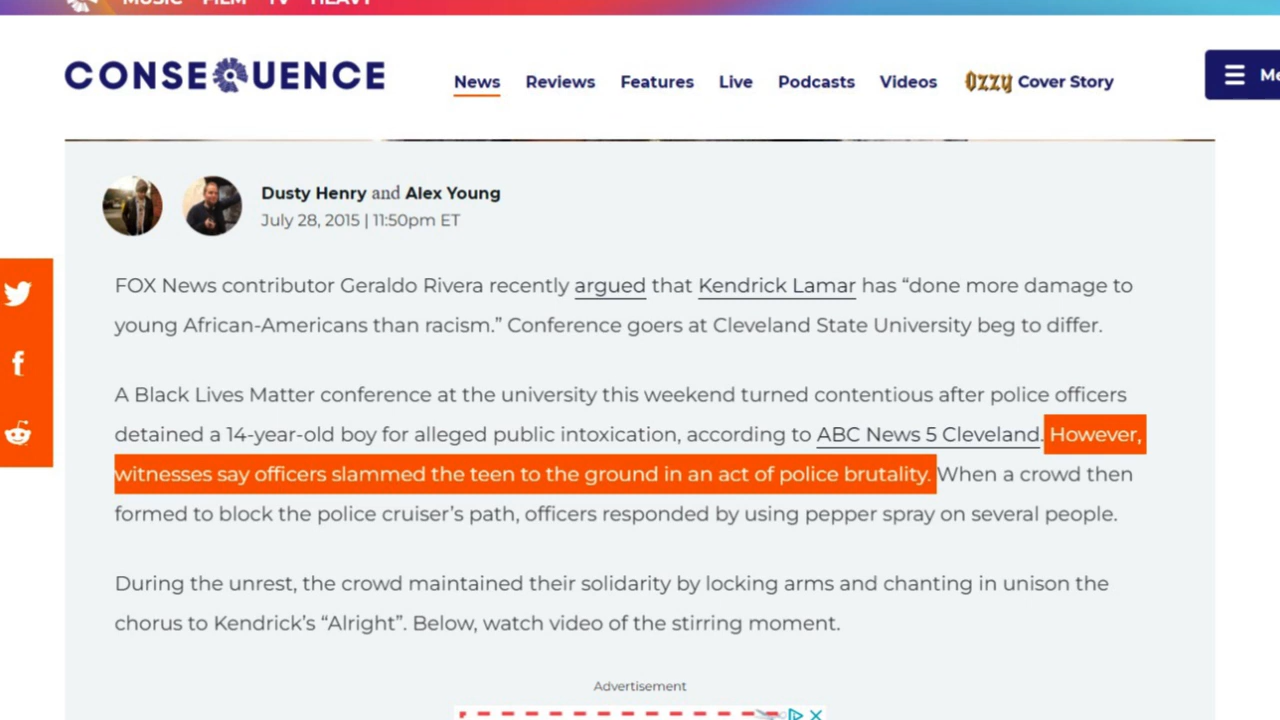 MUSIC FILM TV HEAVY
CONSEQUENCE
News Reviews Features Live Podcasts Videos OZZY Cover Story
Dusty Henry and Alex Young
July 28, 2015 | 11:50pm ET
FOX News contributor Geraldo Rivera recently argued that Kendrick Lamar has “done more damage to
young African-Americans than racism.” Conference goers at Cleveland State University beg to differ.
A Black Lives Matter conference at the university this weekend turned contentious after police officers
detained a 14-year-old boy for alleged public intoxication, according to ABC News 5 Cleveland. However,
witnesses say officers slammed the teen to the ground in an act of police brutality. When a crowd then
formed to block the police cruiser’s path, officers responded by using pepper spray on several people.
During the unrest, the crowd maintained their solidarity by locking arms and chanting in unison the
chorus to Kendrick’s “Alright”. Below, watch video of the stirring moment.
Advertisement